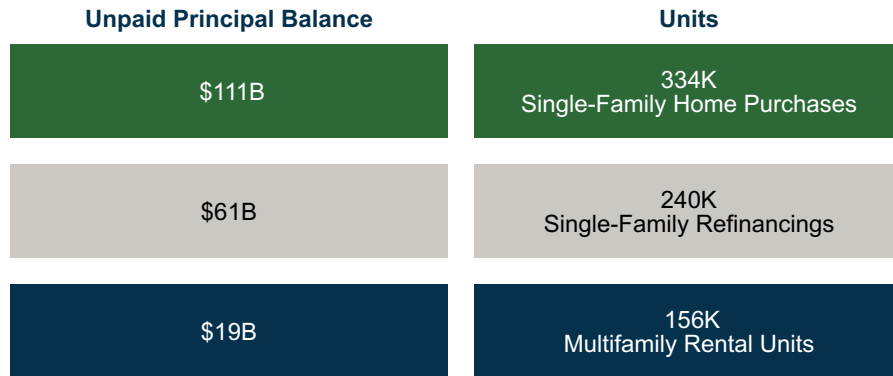 Unpaid Principal Balance
Units
$111B
334K
Single-Family Home Purchases
$61B
240K
Single-Family Refinancings
$19B
156K
Multifamily Rental Units